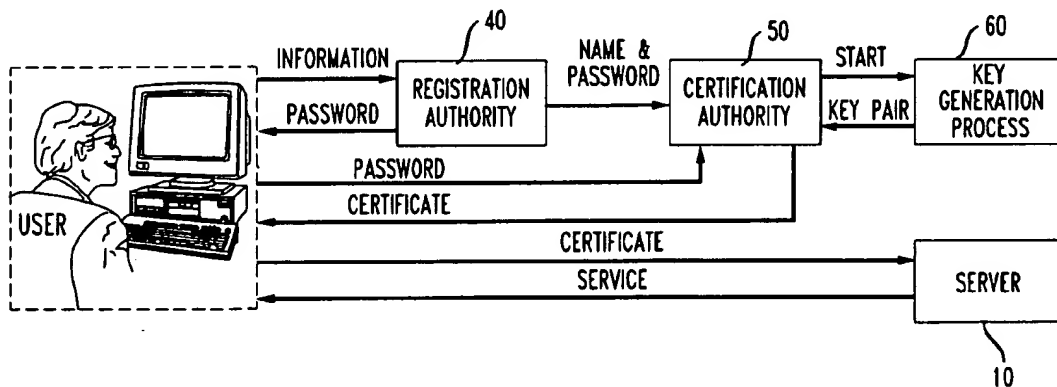 40
50
60
INFORMATION
NAME &
PASSWORD
START
REGISTRATION
AUTHORITY
CERTIFICATION
AUTHORITY
KEY
GENERATION
PROCESS
PASSWORD
KEY PAIR
PASSWORD
CERTIFICATE
USER
CERTIFICATE
SERVICE
SERVER
10